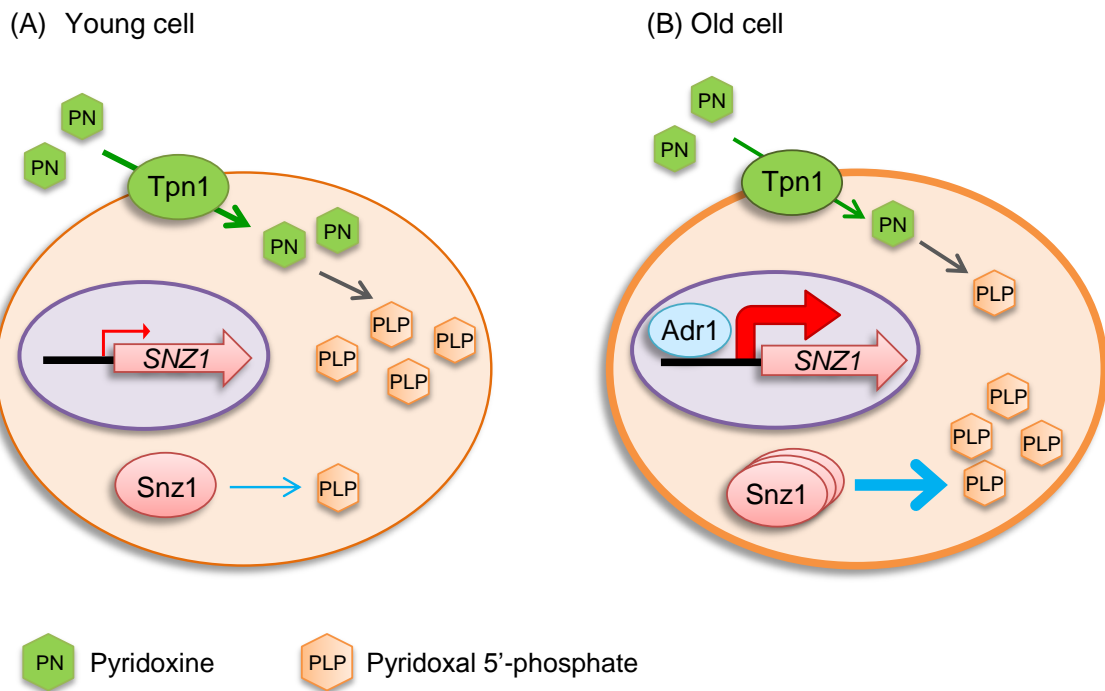 (A) Young cell
PN
PN
Tpn1
PN
PN
PLP
PLP
PLP
PLP
SNZ1
Snz1
PLP
(B) Old cell
PN
PN
Tpn1
PN
PLP
Adr1
SNZ1
PLP
PLP
PLP
PLP
Snz1
PN Pyridoxine
PLP Pyridoxal 5’-phosphate